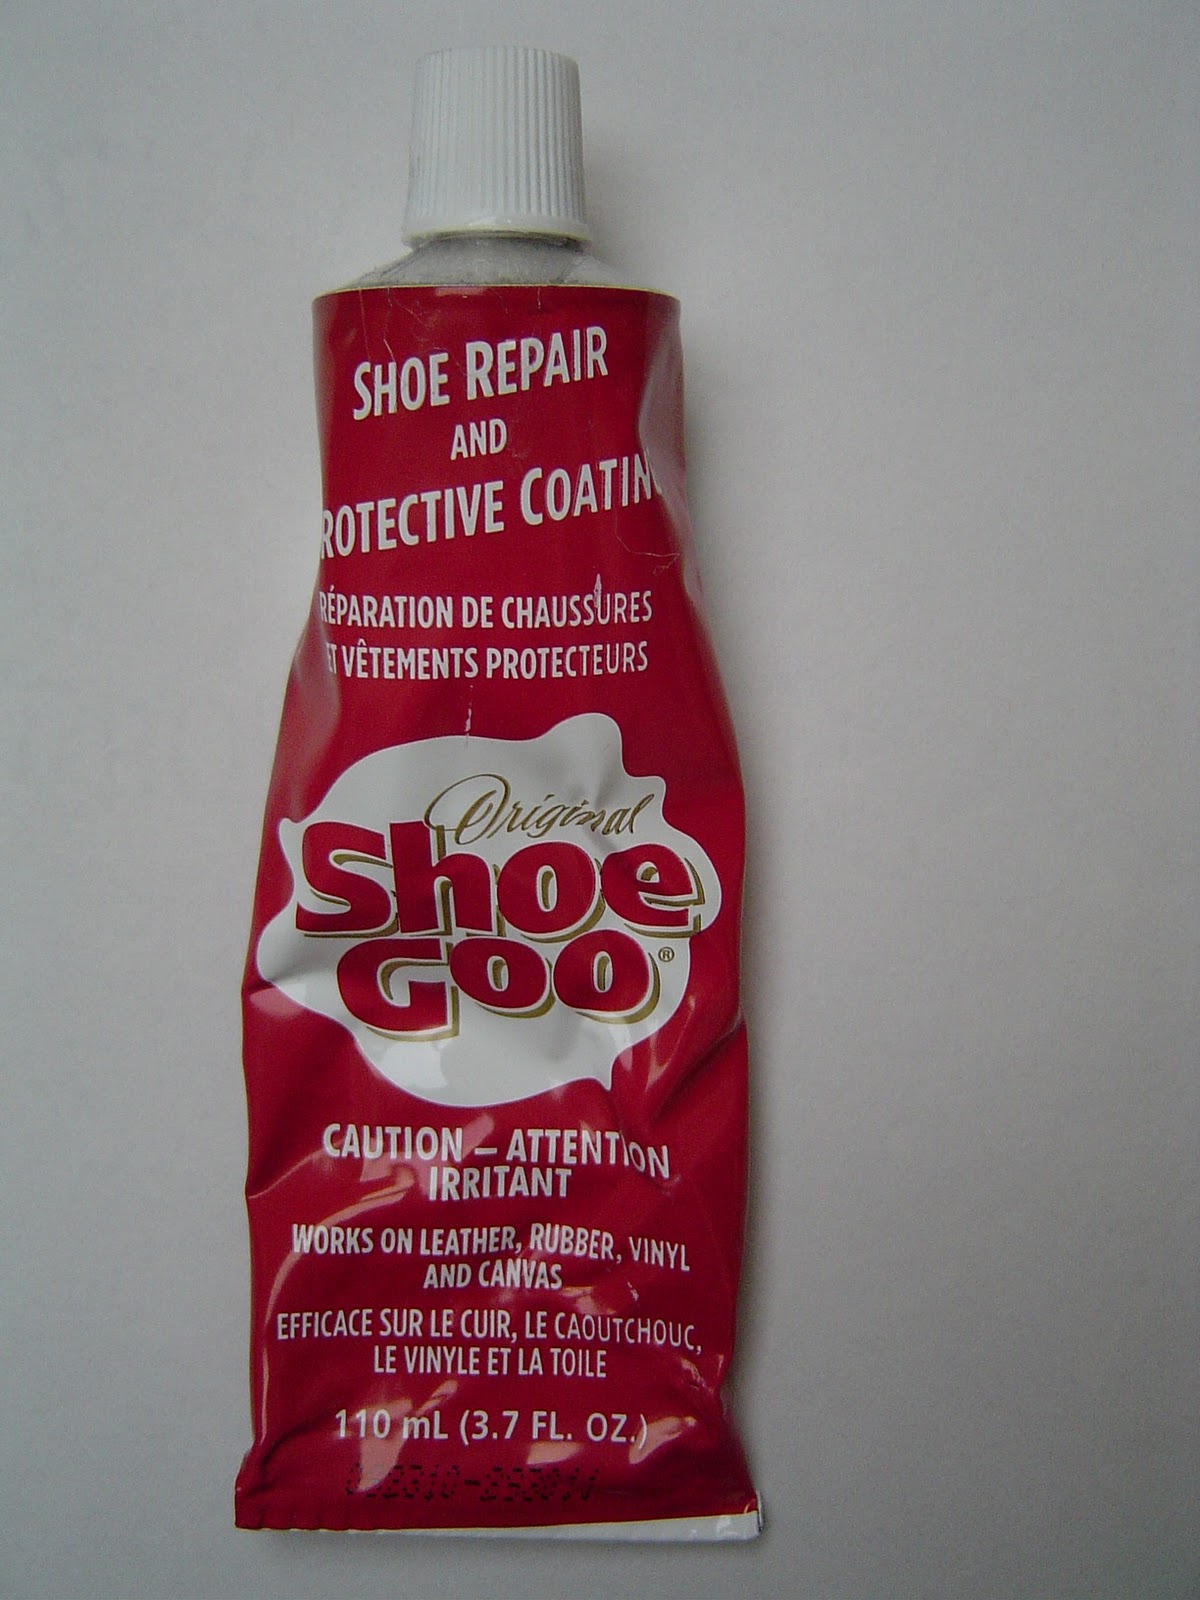 SHOE REPAIR
AND
ROTECTIVE COATIN
RÉPARATION DE CHAUSSURES
ET VÊTEMENTS PROTECTEURS
Original
Shoe
Goo®
CAUTION – ATTENTION
IRRITANT
WORKS ON LEATHER, RUBBER, VINYL
AND CANVAS
EFFICACE SUR LE CUIR, LE CAOUTCHOUC,
LE VINYLE ET LA TOILE
110 mL (3.7 FL. OZ.)